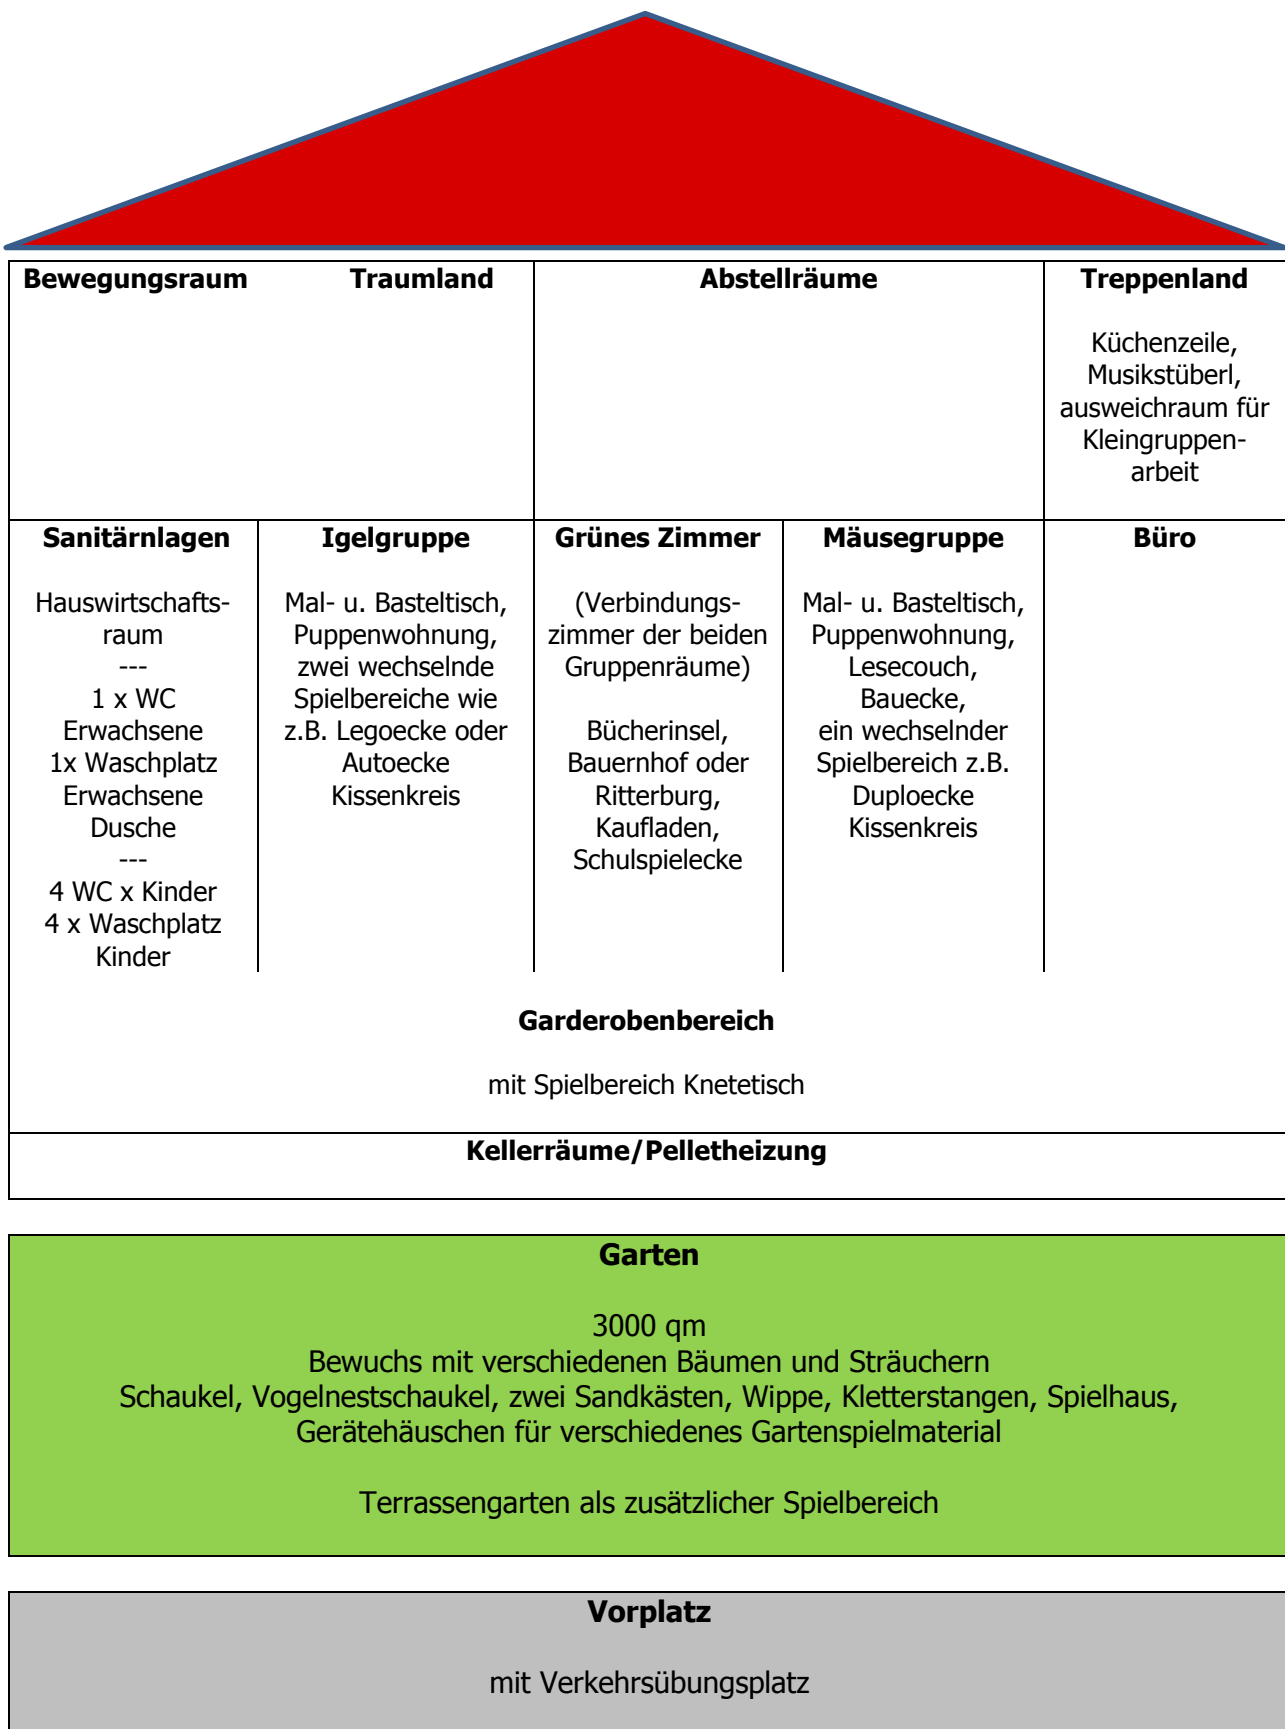 Bewegungsraum Traumland
Abstellräume
Treppenland
Küchenzeile,
Musikstüberl,
ausweichraum für
Kleingruppen-
arbeit
Sanitärnlagen
Hauswirtschafts-
raum
---
1 x WC
Erwachsene
1x Waschplatz
Erwachsene
Dusche
---
4 WC x Kinder
4 x Waschplatz
Kinder
Igelgruppe
Mal- u. Basteltisch,
Puppenwohnung,
zwei wechselnde
Spielbereiche wie
z.B. Legoecke oder
Autoecke
Kissenkreis
Grünes Zimmer
(Verbindungs-
zimmer der beiden
Gruppenräume)
Bücherinsel,
Bauernhof oder
Ritterburg,
Kaufladen,
Schulspielecke
Mäusegruppe
Mal- u. Basteltisch,
Puppenwohnung,
Lesecouch,
Bauecke,
ein wechselnder
Spielbereich z.B.
Duploecke
Kissenkreis
Büro
Garderobenbereich
mit Spielbereich Knetetisch
Kellerräume/Pelletheizung
Garten
3000 qm
Bewuchs mit verschiedenen Bäumen und Sträuchern
Schaukel, Vogelnestschaukel, zwei Sandkästen, Wippe, Kletterstangen, Spielhaus,
Gerätehäuschen für verschiedenes Gartenspielmaterial
Terrassengarten als zusätzlicher Spielbereich
Vorplatz
mit Verkehrsübungsplatz